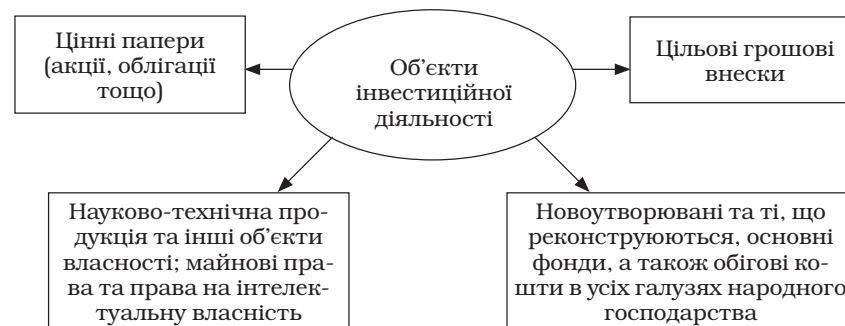 Цінні папери
(акції, облігації
тощо)
Об’єкти
інвестиційної
діяльності
Цільові грошові
внески
Науково-технічна про-
дукція та інші об’єкти
власності; майнові пра-
ва та права на інтелек-
туальну власність
Новоутворювані та ті, що
реконструюються, основні
фонди, а також обігові ко-
шти в усіх галузях народного
господарства